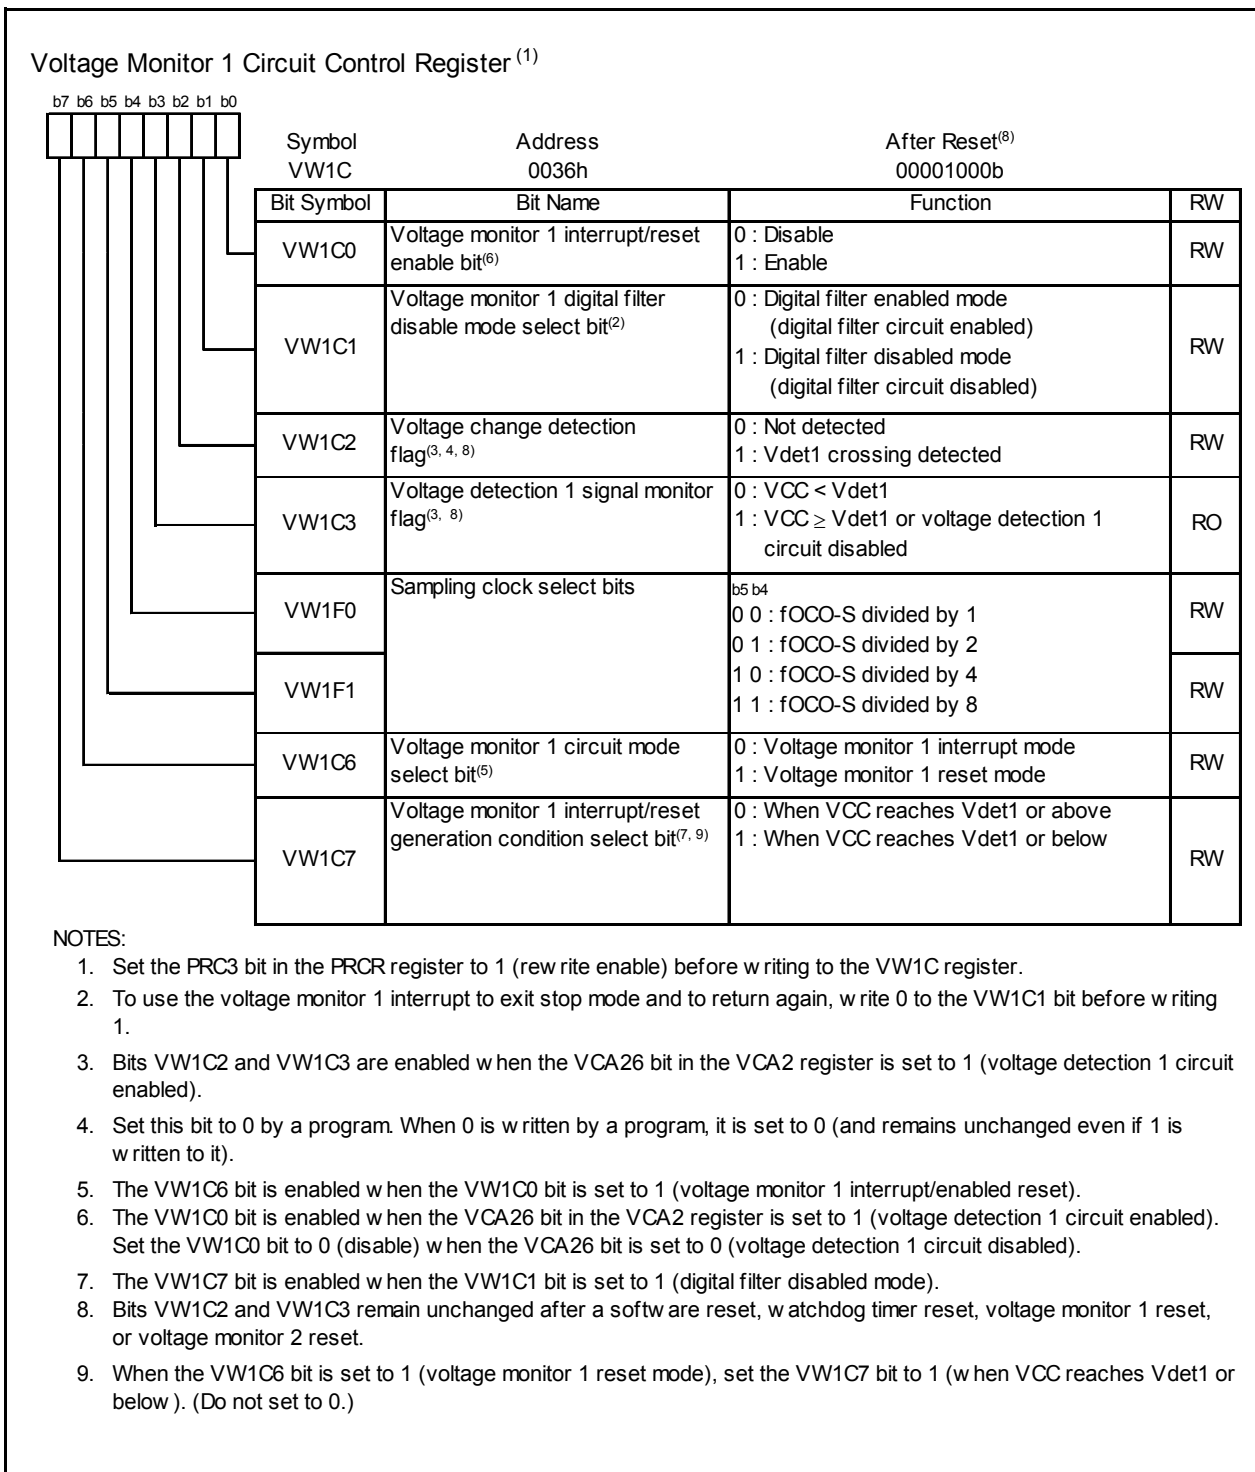 Voltage Monitor 1 Circuit Control Register (1)
b7 b6 b5 b4 b3 b2 b1 b0
Symbol Address After Reset(8)
VW1C 0036h 00001000b
Bit Symbol Bit Name Function RW
VW1C0
Voltage monitor 1 interrupt/reset
enable bit(6)
0 : Disable
1 : Enable
RW
VW1C1
Voltage monitor 1 digital filter
disable mode select bit(2)
0 : Digital filter enabled mode
(digital filter circuit enabled)
1 : Digital filter disabled mode
(digital filter circuit disabled)
RW
VW1C2
Voltage change detection
flag(3, 4, 8)
0 : Not detected
1 : Vdet1 crossing detected
RW
VW1C3
Voltage detection 1 signal monitor
flag(3, 8)
0 : VCC < Vdet1
1 : VCC ≥ Vdet1 or voltage detection 1
circuit disabled
RO
VW1F0
Sampling clock select bits
b5 b4
0 0 : fOCO-S divided by 1
0 1 : fOCO-S divided by 2
RW
VW1F1
1 0 : fOCO-S divided by 4
1 1 : fOCO-S divided by 8
RW
VW1C6
Voltage monitor 1 circuit mode
select bit(5)
0 : Voltage monitor 1 interrupt mode
1 : Voltage monitor 1 reset mode
RW
VW1C7
Voltage monitor 1 interrupt/reset
generation condition select bit(7, 9)
0 : When VCC reaches Vdet1 or above
1 : When VCC reaches Vdet1 or below
RW
NOTES:
1. Set the PRC3 bit in the PRCR register to 1 (rewrite enable) before writing to the VW1C register.
2. To use the voltage monitor 1 interrupt to exit stop mode and to return again, write 0 to the VW1C1 bit before writing
1.
3. Bits VW1C2 and VW1C3 are enabled when the VCA26 bit in the VCA2 register is set to 1 (voltage detection 1 circuit
enabled).
4. Set this bit to 0 by a program. When 0 is written by a program, it is set to 0 (and remains unchanged even if 1 is
written to it).
5. The VW1C6 bit is enabled when the VW1C0 bit is set to 1 (voltage monitor 1 interrupt/enabled reset).
6. The VW1C0 bit is enabled when the VCA26 bit in the VCA2 register is set to 1 (voltage detection 1 circuit enabled).
Set the VW1C0 bit to 0 (disable) when the VCA26 bit is set to 0 (voltage detection 1 circuit disabled).
7. The VW1C7 bit is enabled when the VW1C1 bit is set to 1 (digital filter disabled mode).
8. Bits VW1C2 and VW1C3 remain unchanged after a software reset, watchdog timer reset, voltage monitor 1 reset,
or voltage monitor 2 reset.
9. When the VW1C6 bit is set to 1 (voltage monitor 1 reset mode), set the VW1C7 bit to 1 (when VCC reaches Vdet1 or
below). (Do not set to 0.)